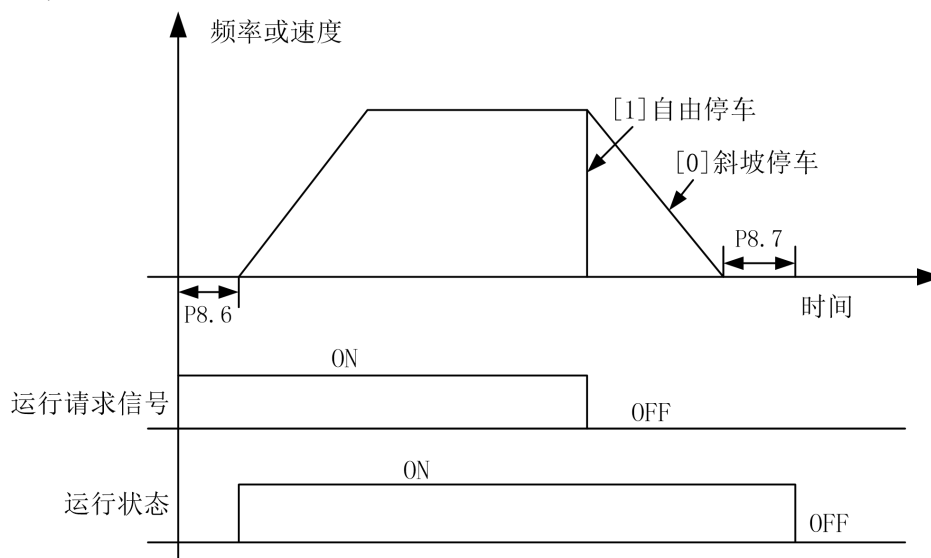 频率或速度
[1]自由停车
[0]斜坡停车
P8.7
P8.6
时间
ON
运行请求信号
OFF
ON
运行状态
OFF